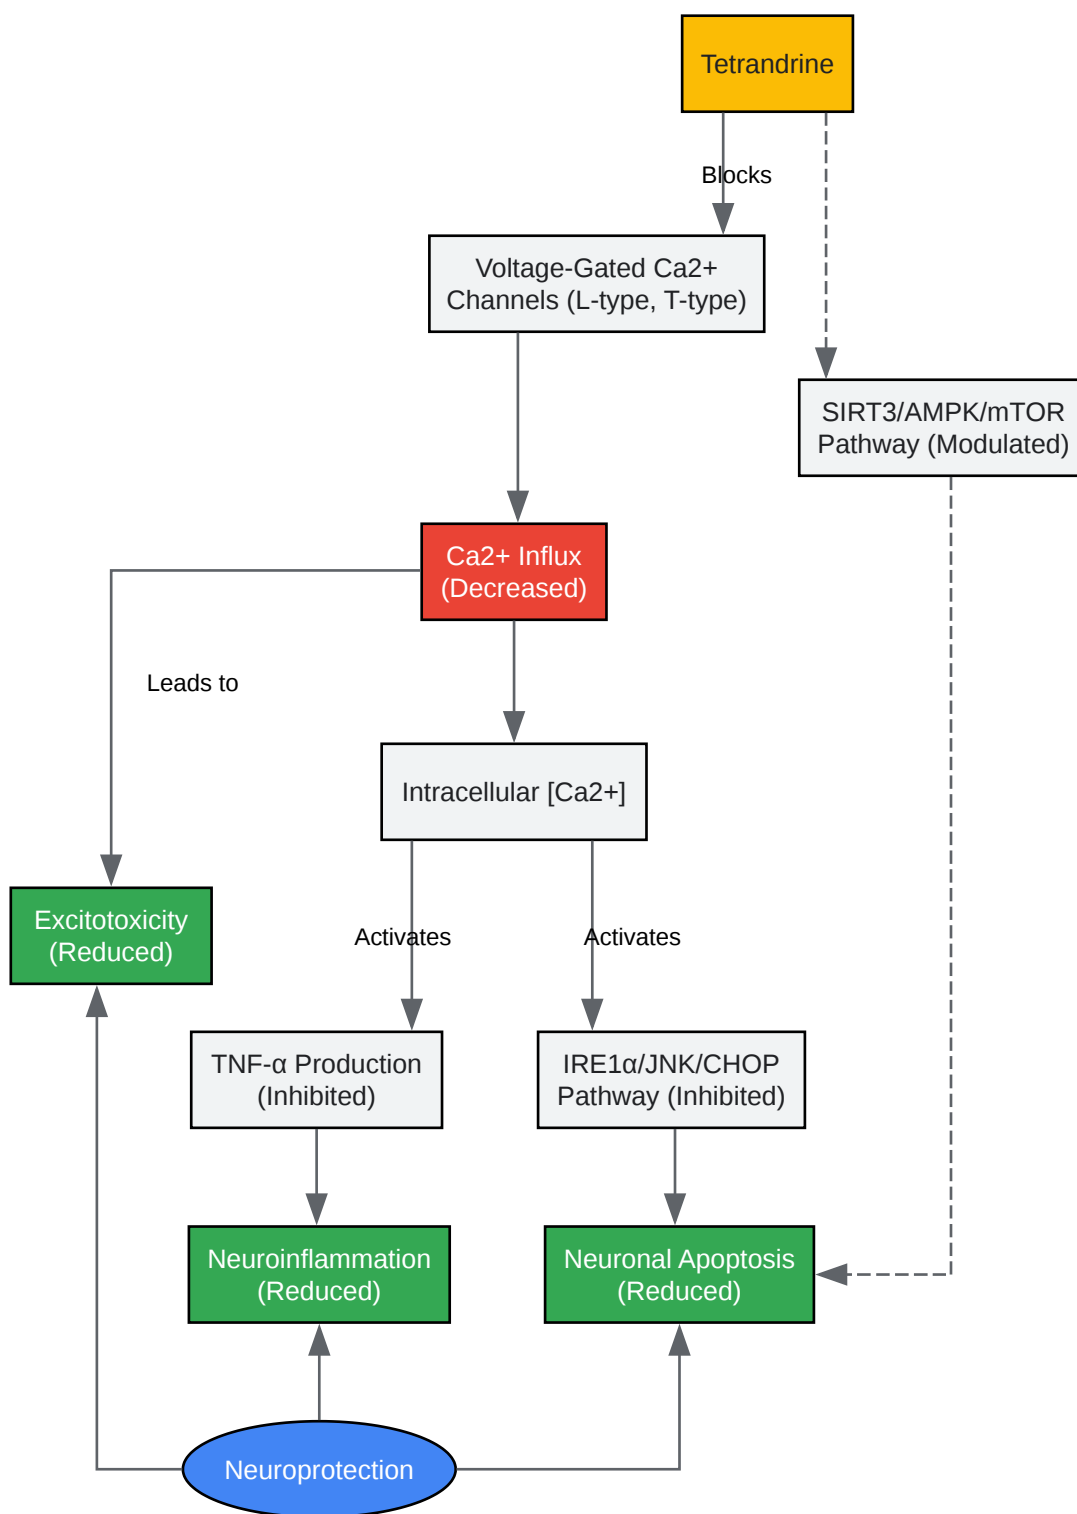 Tetrandrine
Blocks
Voltage-Gated Ca2+
Channels (L-type, T-type)
SIRT3/AMPK/mTOR
Pathway (Modulated)
Ca2+ Influx
(Decreased)
Leads to
Intracellular [Ca2+]
Excitotoxicity
(Reduced)
Activates
Activates
TNF-α Production
(Inhibited)
IRE1α/JNK/CHOP
Pathway (Inhibited)
Neuroinflammation
(Reduced)
Neuronal Apoptosis
(Reduced)
Neuroprotection